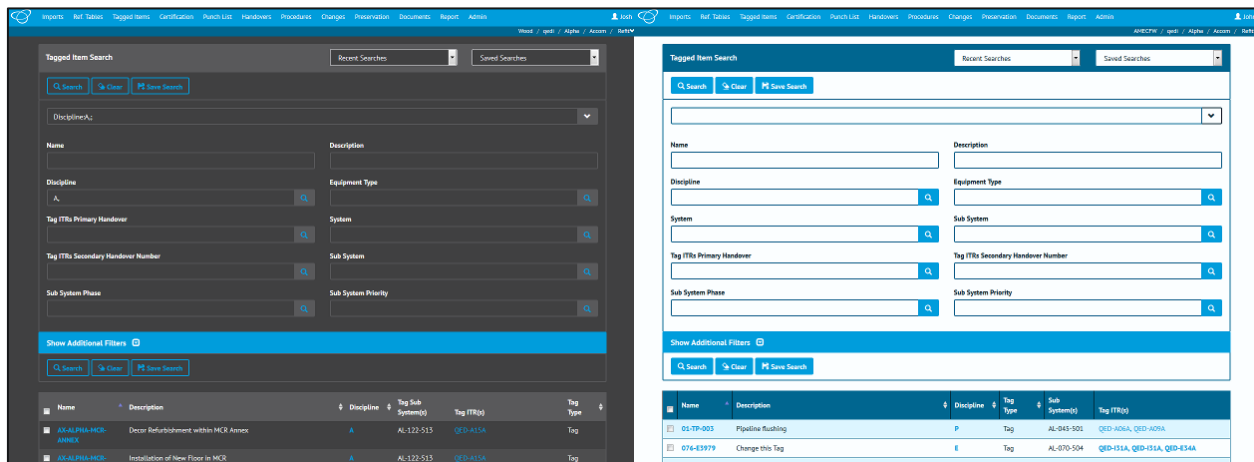 Imports Ref. Tables Tagged Items Certification Punch List Handovers Procedures Changes Preservation Documents Report Admin Josh
Wood / qedi / Alpha / Accom / Refit
Tagged Item Search Recent Searches Saved Searches
Search Clear Save Search
Discipline:A,;
Name Description
Discipline Equipment Type
A,
Tag ITRs Primary Handover System
Tag ITRs Secondary Handover Number Sub System
Sub System Phase Sub System Priority
Show Additional Filters
Search Clear Save Search
Name Description Discipline Tag Sub System(s) Tag ITR(s) Tag Type
AX-ALPHA-MCR-ANNEX Decor Refurbishment within MCR Annex A AL-122-513 QED-A15A Tag
AX-ALPHA-MCR- Installation of New Floor in MCR A AL-122-513 QED-A15A Tag
Imports Ref. Tables Tagged Items Certification Punch List Handovers Procedures Changes Preservation Documents Report Admin John
AMECFW / qedi / Alpha / Accom / Refit
Tagged Item Search Recent Searches Saved Searches
Search Clear Save Search
Name Description
Discipline Equipment Type
System Sub System
Tag ITRs Primary Handover Tag ITRs Secondary Handover Number
Sub System Phase Sub System Priority
Show Additional Filters
Search Clear Save Search
Name Description Discipline Tag Type Sub System(s) Tag ITR(s)
01-TP-003 Pipeline flushing P Tag AL-045-501 QED-A06A, QED-A09A
076-E3979 Change this Tag E Tag AL-070-504 QED-I31A, QED-I51A, QED-E34A